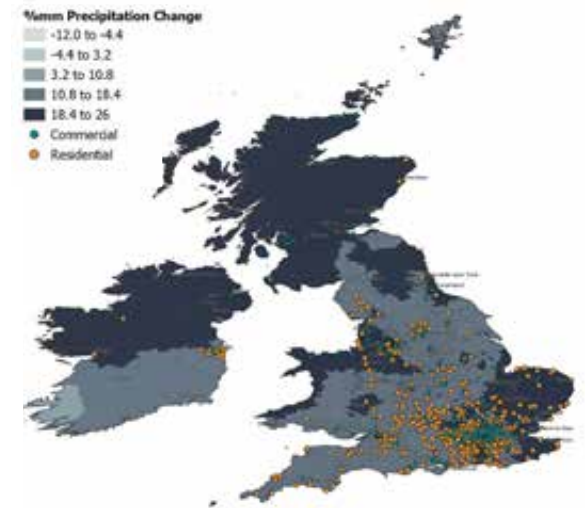 %mm Precipitation Change
-12.0 to -4.4
-4.4 to 3.2
3.2 to 10.8
10.8 to 18.4
18.4 to 26
Commercial
Residential